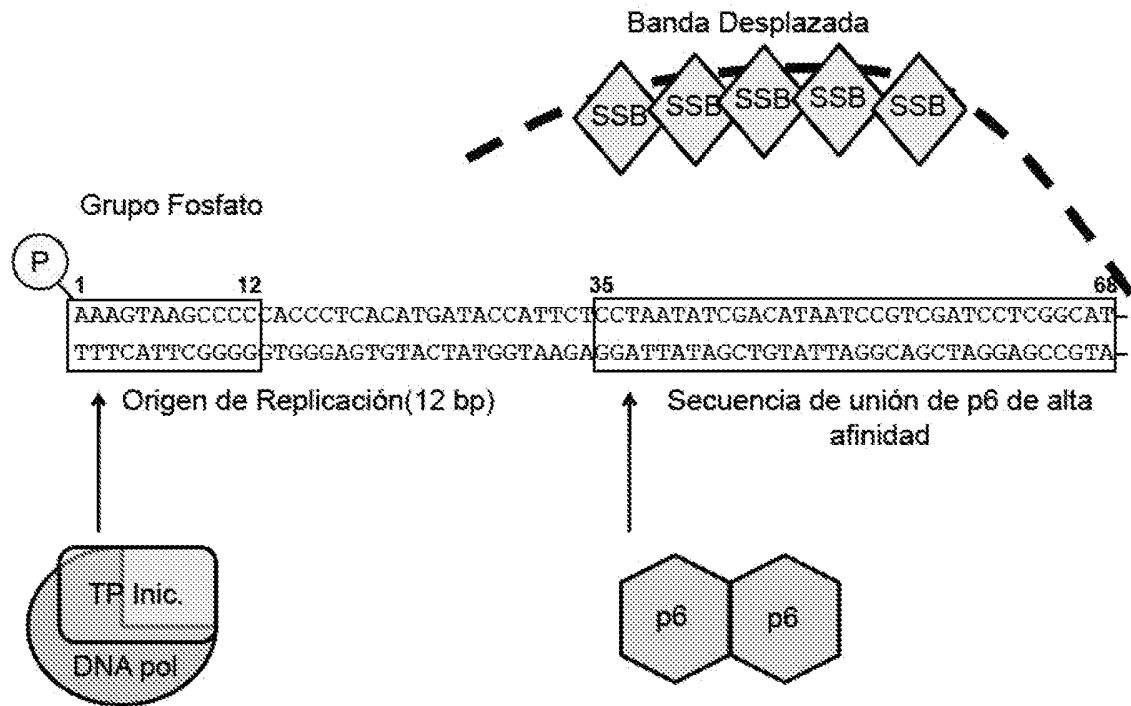 Banda Desplazada
SSB SSB SSB SSB SSB
Grupo Fosfato
P
1 12 35 68
AAAGTAAGCCCCCACCCTCACATGATACCATTCTCCTAATATCGACATAATCCGTCGATCCTCGGCAT
TTTCATTCGGGGGTGGGAGTGTACTATGGTAAGAGGATTATAGCTGTATTAGGCAGCTAGGAGCCGTA
Origen de Replicación(12 bp)
Secuencia de unión de p6 de alta
afinidad
TP Inic.
DNA pol
p6 p6